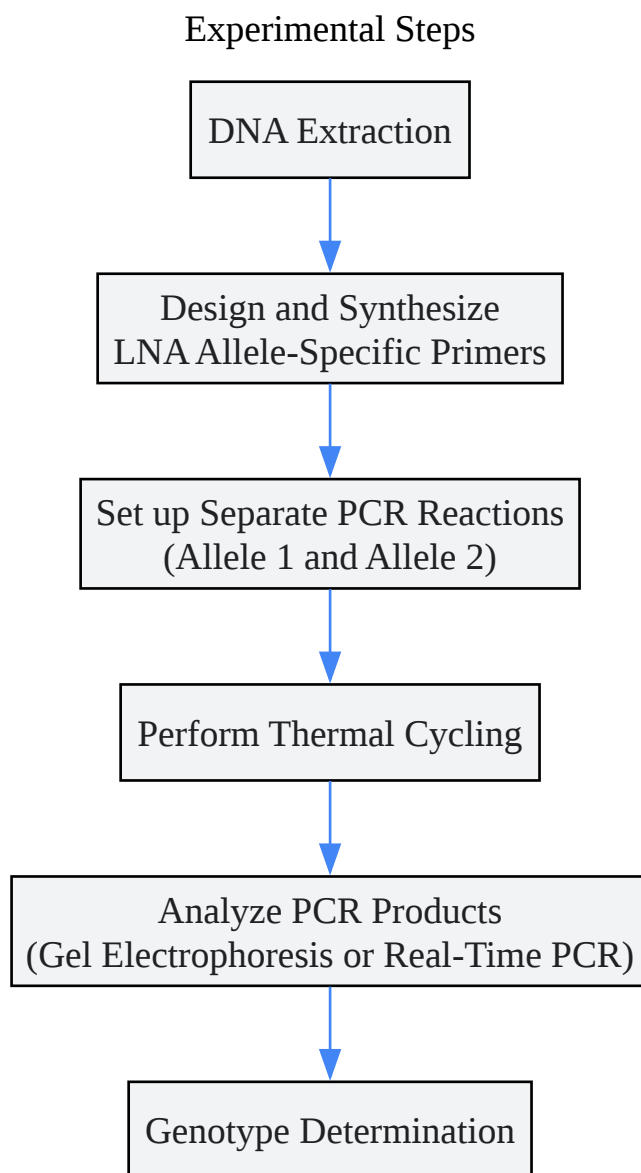 Experimental Steps
DNA Extraction
Design and Synthesize
LNA Allele-Specific Primers
Set up Separate PCR Reactions
(Allele 1 and Allele 2)
Perform Thermal Cycling
Analyze PCR Products
(Gel Electrophoresis or Real-Time PCR)
Genotype Determination